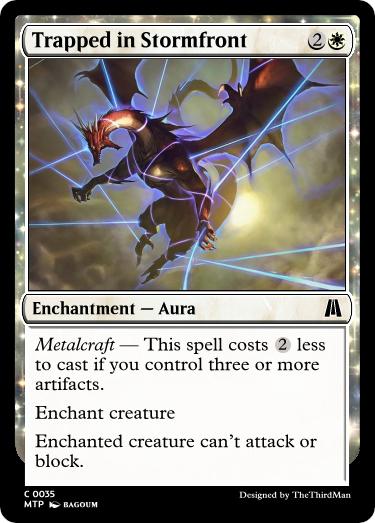 Trapped in Stormfront 2
Enchantment — Aura
Metalcraft — This spell costs 2 less
to cast if you control three or more
artifacts.
Enchant creature
Enchanted creature can't attack or
block.
C 0035
MTP BAGOUM
Designed by TheThirdMan